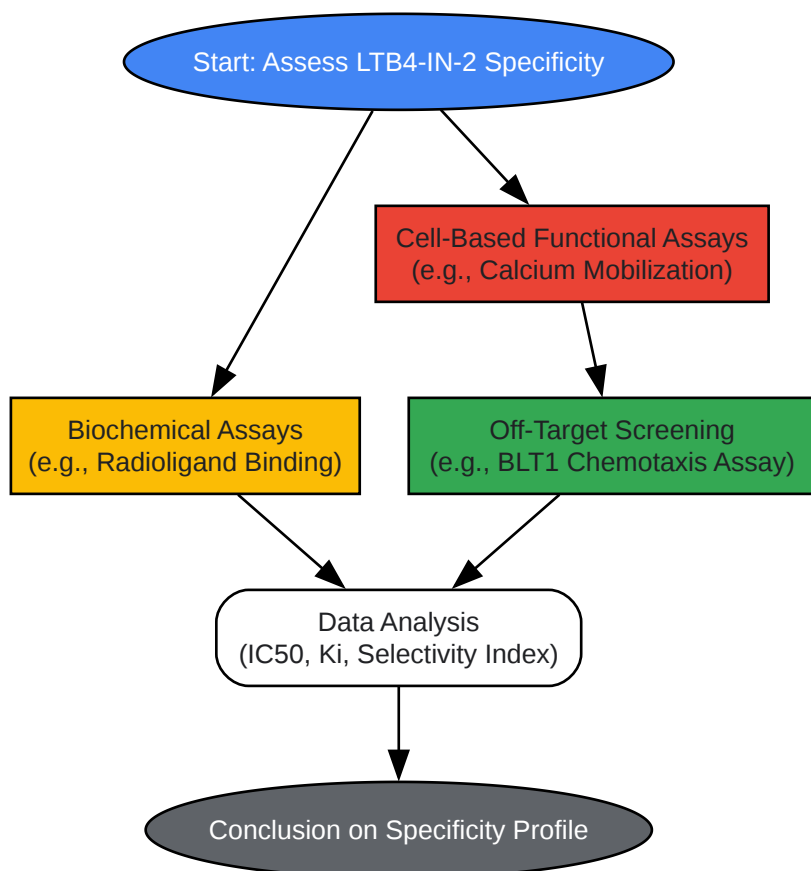 Start: Assess LTB4-IN-2 Specificity
Cell-Based Functional Assays
(e.g., Calcium Mobilization)
Biochemical Assays
(e.g., Radioligand Binding)
Off-Target Screening
(e.g., BLT1 Chemotaxis Assay)
Data Analysis
(IC50, Ki, Selectivity Index)
Conclusion on Specificity Profile